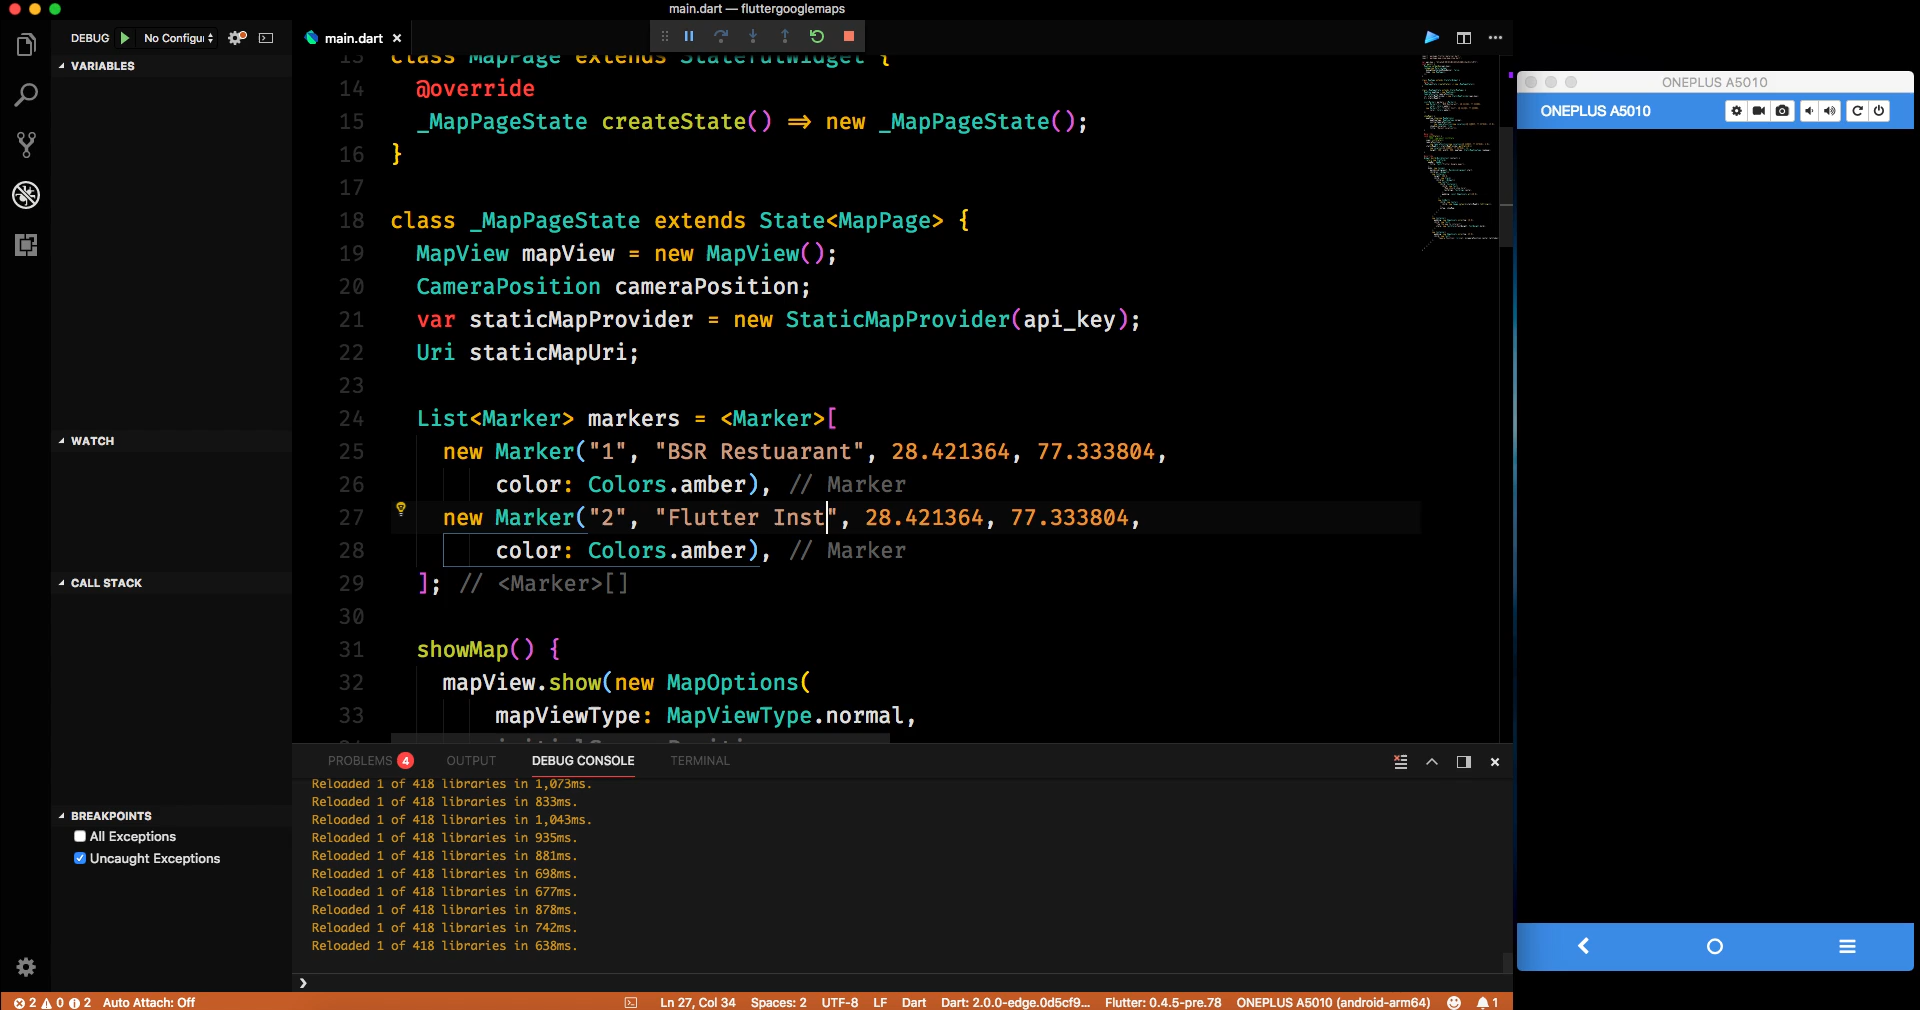 main.dart — fluttergooglemaps
DEBUG No Configu
main.dart
VARIABLES
WATCH
CALL STACK
BREAKPOINTS
All Exceptions
Uncaught Exceptions
13 class MapPage extends StatefulWidget {
14 @override
15 _MapPageState createState() => new _MapPageState();
16 }
17
18 class _MapPageState extends State<MapPage> {
19 MapView mapView = new MapView();
20 CameraPosition cameraPosition;
21 var staticMapProvider = new StaticMapProvider(api_key);
22 Uri staticMapUri;
23
24 List<Marker> markers = <Marker>[
25 new Marker("1", "BSR Restuarant", 28.421364, 77.333804,
26 color: Colors.amber), // Marker
27 new Marker("2", "Flutter Inst", 28.421364, 77.333804,
28 color: Colors.amber), // Marker
29 ]; // <Marker>[]
30
31 showMap() {
32 mapView.show(new MapOptions(
33 mapViewType: MapViewType.normal,
PROBLEMS 4 OUTPUT DEBUG CONSOLE TERMINAL
Reloaded 1 of 418 libraries in 1,073ms.
Reloaded 1 of 418 libraries in 833ms.
Reloaded 1 of 418 libraries in 1,043ms.
Reloaded 1 of 418 libraries in 935ms.
Reloaded 1 of 418 libraries in 881ms.
Reloaded 1 of 418 libraries in 698ms.
Reloaded 1 of 418 libraries in 677ms.
Reloaded 1 of 418 libraries in 878ms.
Reloaded 1 of 418 libraries in 742ms.
Reloaded 1 of 418 libraries in 638ms.
2 0 2 Auto Attach: Off Ln 27, Col 34 Spaces: 2 UTF-8 LF Dart Dart: 2.0.0-edge.0d5cf9... Flutter: 0.4.5-pre.78 ONEPLUS A5010 (android-arm64) 1
ONEPLUS A5010
ONEPLUS A5010